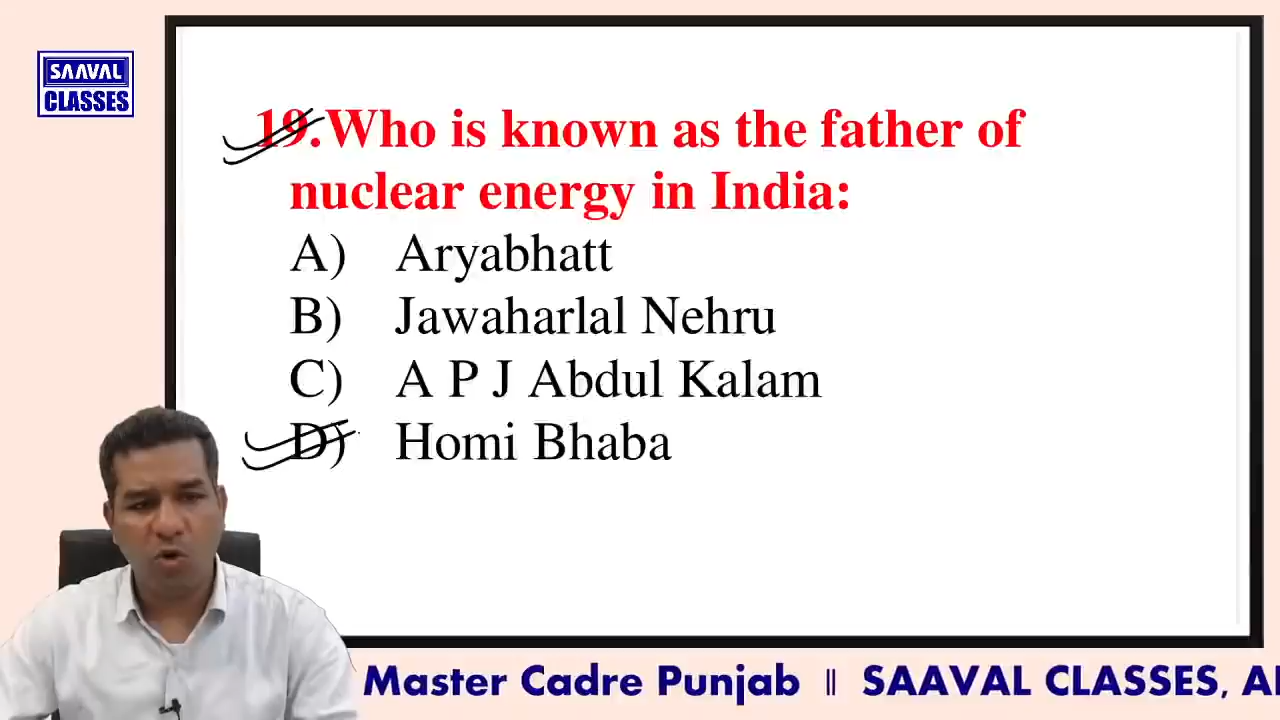 SAAVAL
CLASSES
19.Who is known as the father of
nuclear energy in India:
A) Aryabhatt
B) Jawaharlal Nehru
C) A P J Abdul Kalam
D) Homi Bhaba
Master Cadre Punjab || SAAVAL CLASSES,